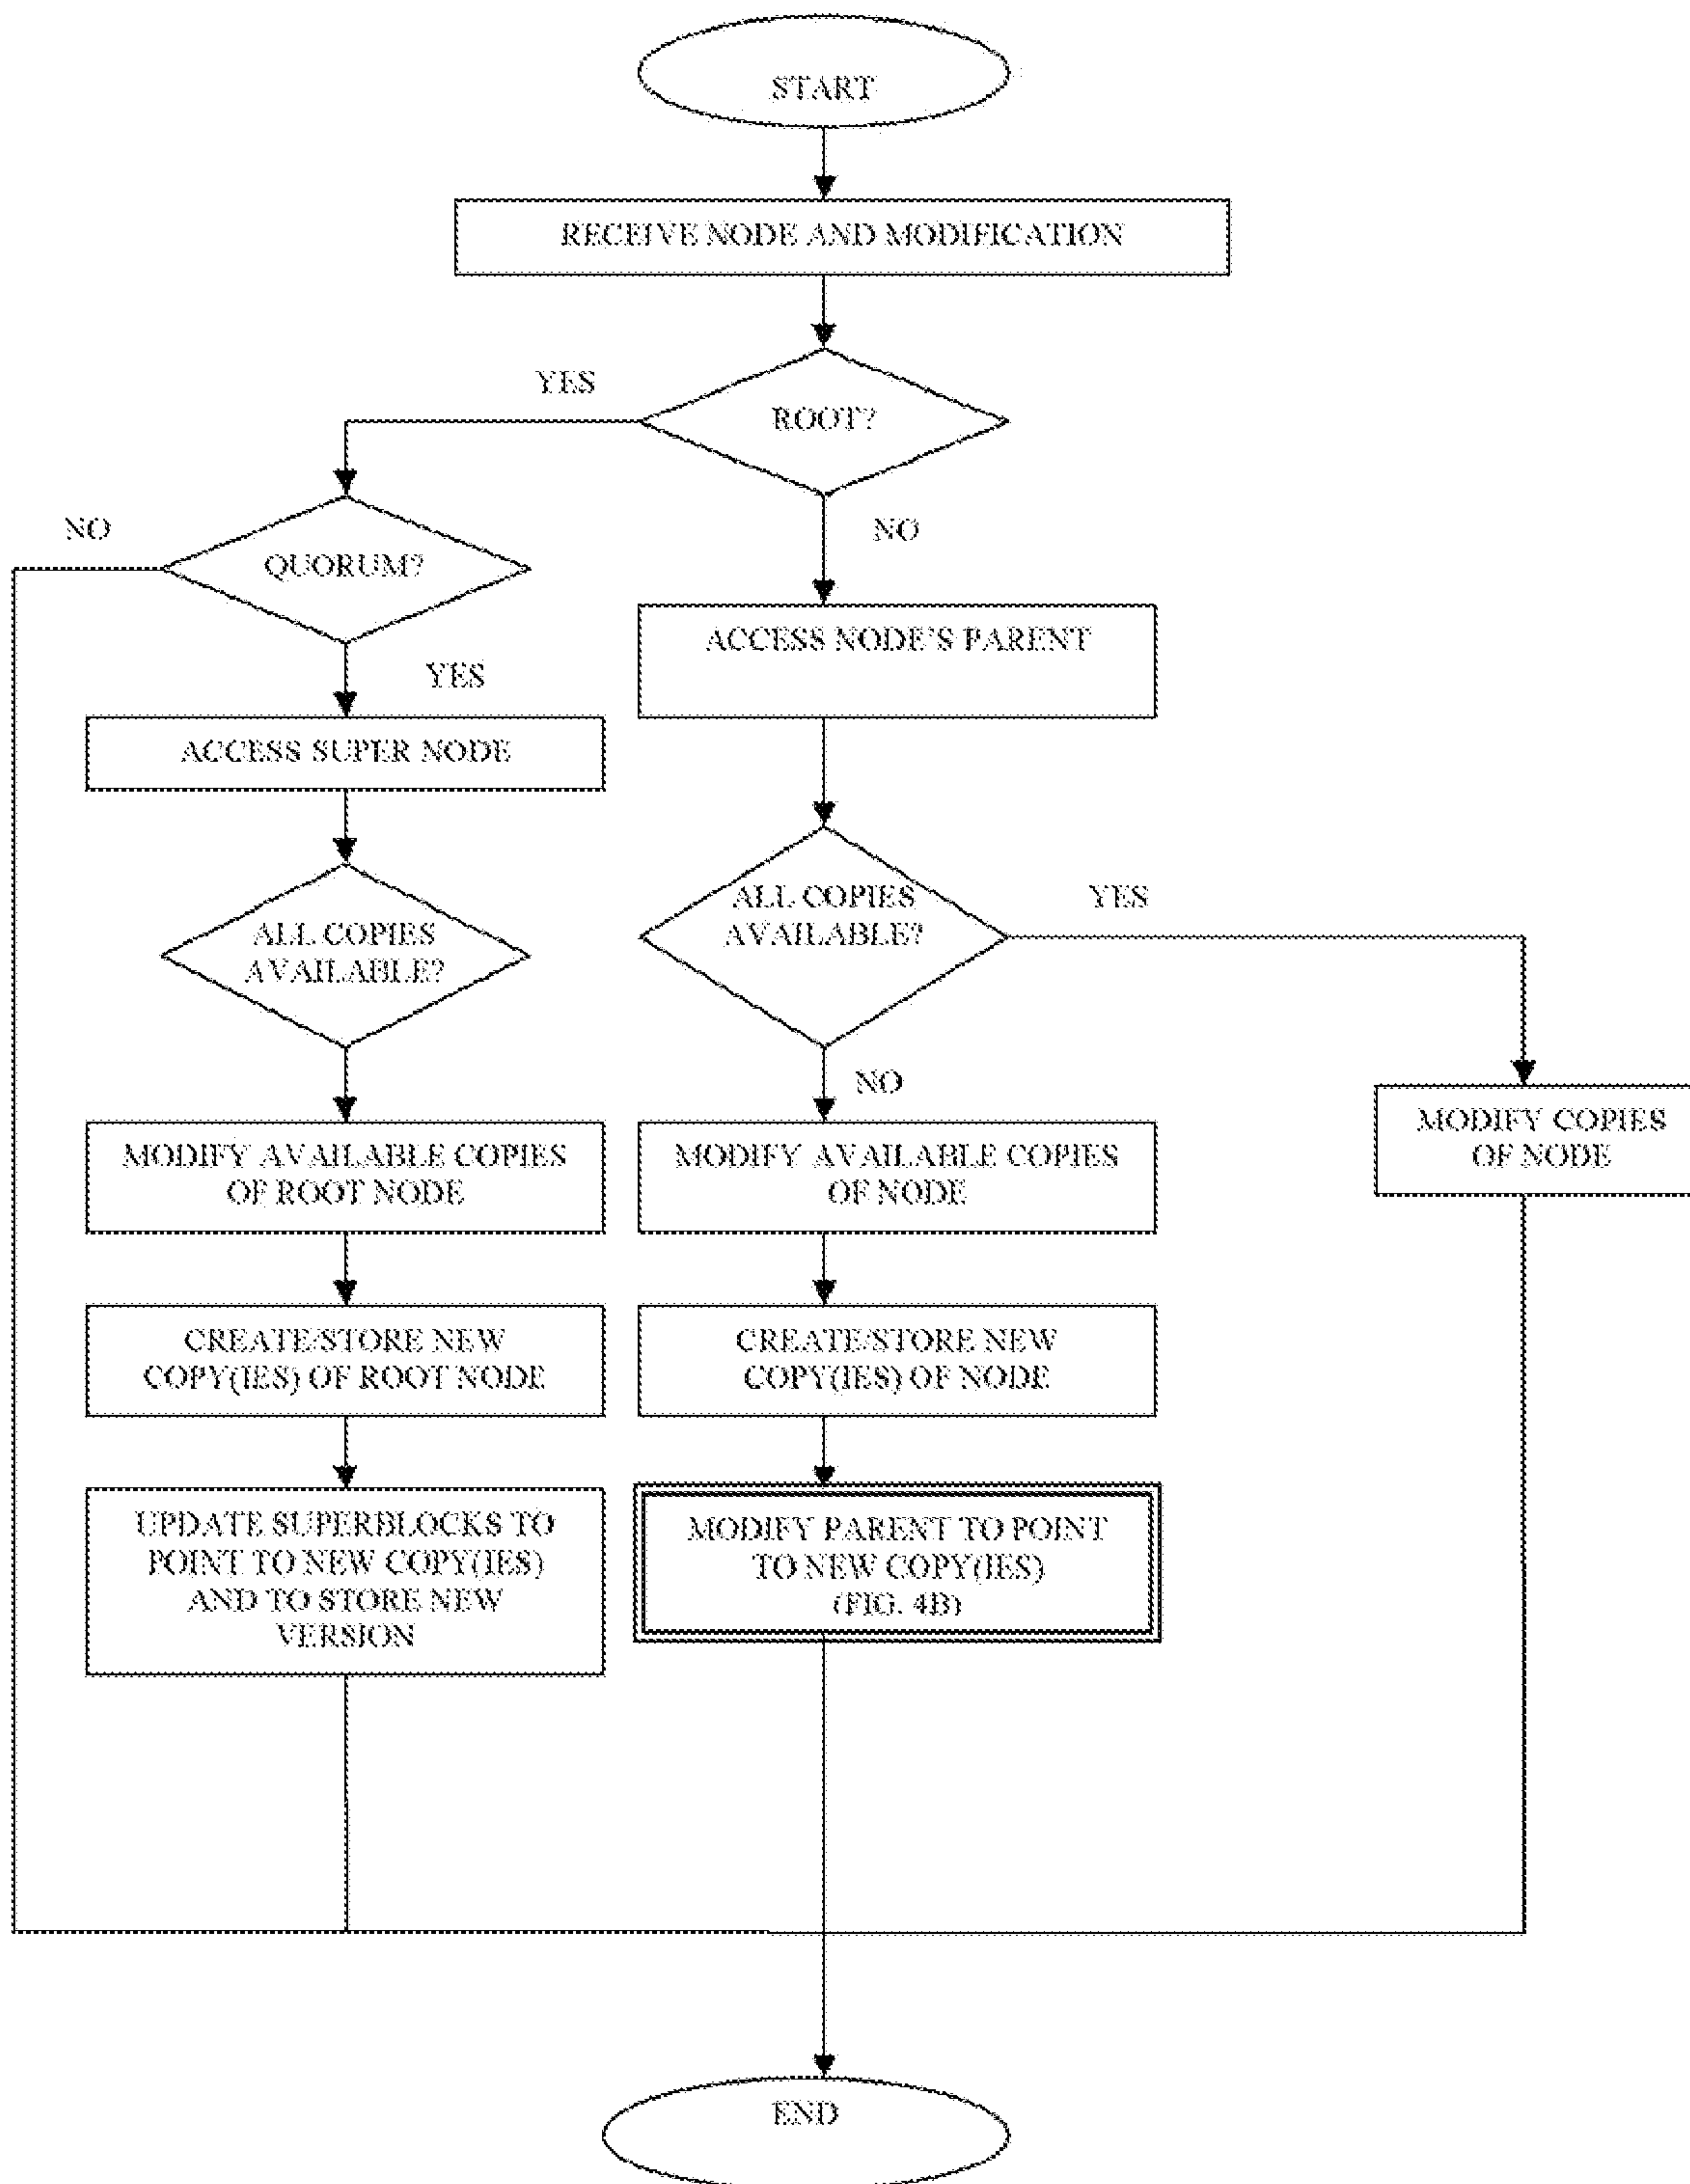 START
RECEIVE NODE AND MODIFICATION
YES
ROOT?
NO
QUORUM?
NO
YES
ACCESS NODE'S PARENT
ACCESS SUPER NODE
ALL COPIES
AVAILABLE?
ALL COPIES
AVAILABLE?
YES
NO
MODIFY AVAILABLE COPIES
OF ROOT NODE
MODIFY AVAILABLE COPIES
OF NODE
MODIFY COPIES
OF NODE
CREATE/STORE NEW
COPY(IES) OF ROOT NODE
CREATE/STORE NEW
COPY(IES) OF NODE
UPDATE SUPERBLOCKS TO
POINT TO NEW COPY(IES)
AND TO STORE NEW
VERSION
MODIFY PARENT TO POINT
TO NEW COPY(IES)
(FIG. 4B)
END